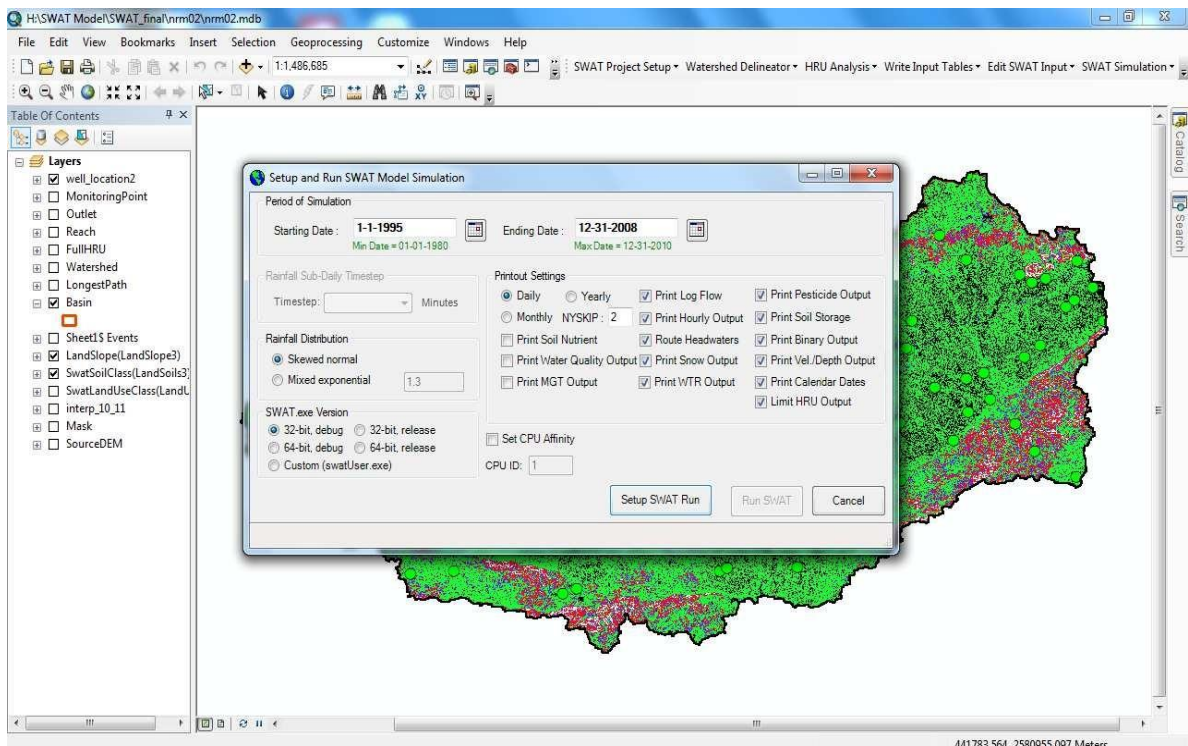 H:\SWAT Model\SWAT_final\nrm02\nrm02.mdb
File Edit View Bookmarks Insert Selection Geoprocessing Customize Windows Help
1:1,486,685
SWAT Project Setup Watershed Delineator HRU Analysis Write Input Tables Edit SWAT Input SWAT Simulation
Table Of Contents
Layers
well_location2
MonitoringPoint
Outlet
Reach
FullHRU
Watershed
LongestPath
Basin
Sheet1$ Events
LandSlope(LandSlope3)
SwatSoilClass(LandSoils3)
SwatLandUseClass(LandL
interp_10_11
Mask
SourceDEM
Setup and Run SWAT Model Simulation
Period of Simulation
Starting Date : 1-1-1995
Min Date = 01-01-1980
Ending Date : 12-31-2008
Max Date = 12-31-2010
Rainfall Sub-Daily Timestep
Timestep: Minutes
Rainfall Distribution
Skewed normal
Mixed exponential 1.3
SWAT.exe Version
32-bit, debug 32-bit, release
64-bit, debug 64-bit, release
Custom (swatUser.exe)
Printout Settings
Daily Yearly Print Log Flow Print Pesticide Output
Monthly NYSKIP : 2 Print Hourly Output Print Soil Storage
Print Soil Nutrient Route Headwaters Print Binary Output
Print Water Quality Output Print Snow Output Print Vel./Depth Output
Print MGT Output Print WTR Output Print Calendar Dates
Limit HRU Output
Set CPU Affinity
CPU ID: 1
Setup SWAT Run Run SWAT Cancel
Catalog
Search
441783.564 2580955.097 Meters